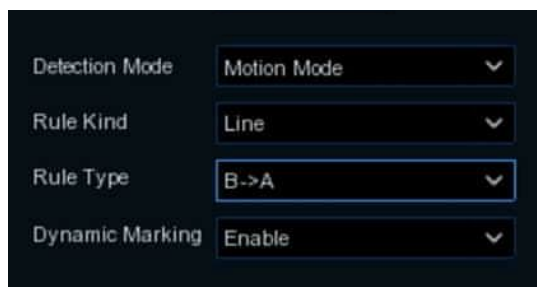 Detection Mode Motion Mode
Rule Kind Line
Rule Type B->A
Dynamic Marking Enable